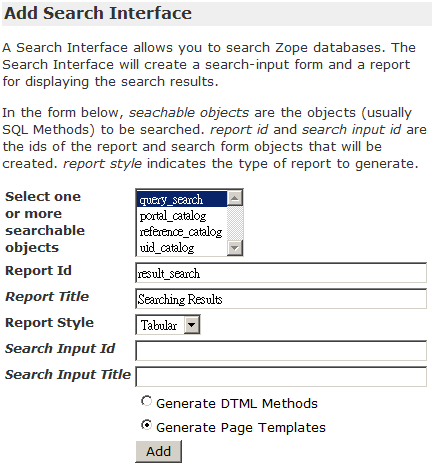 Add Search Interface
A Search Interface allows you to search Zope databases. The
Search Interface will create a search-input form and a report
for displaying the search results.
In the form below, seachable objects are the objects (usually
SQL Methods) to be searched. report id and search input id are
the ids of the report and search form objects that will be
created. report style indicates the type of report to generate.
Select one
or more
searchable
objects
query_search
portal_catalog
reference_catalog
uid_catalog
Report Id
result_search
Report Title
Searching Results
Report Style
Tabular
Search Input Id
Search Input Title
Generate DTML Methods
Generate Page Templates
Add